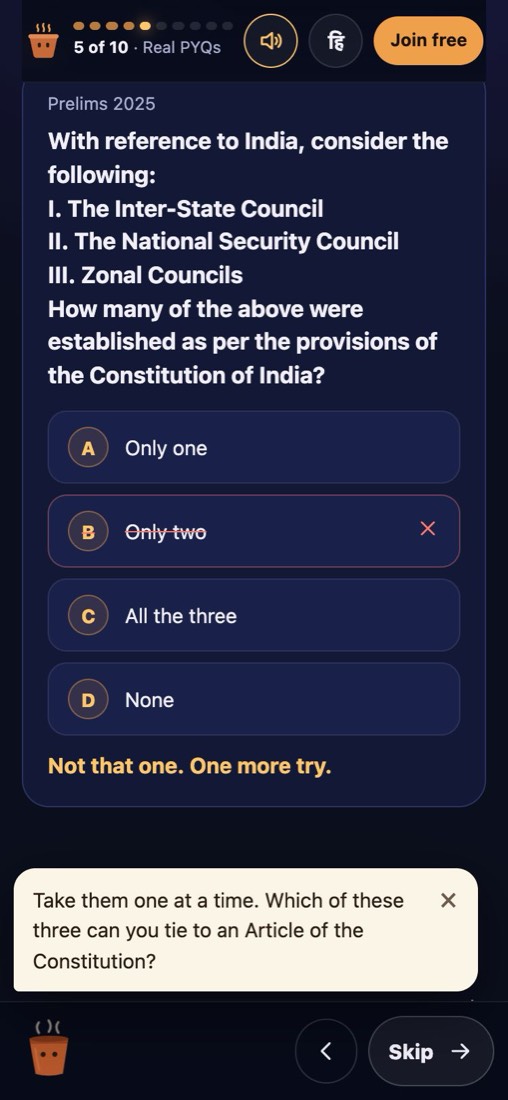 5 of 10 · Real PYQs
हि
Join free
Prelims 2025
With reference to India, consider the
following:
I. The Inter-State Council
II. The National Security Council
III. Zonal Councils
How many of the above were
established as per the provisions of
the Constitution of India?
A Only one
B Only two
C All the three
D None
Not that one. One more try.
Take them one at a time. Which of these
three can you tie to an Article of the
Constitution?
Skip